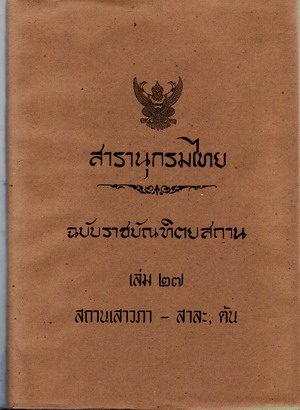 สารานุกรมไทย
ฉบับราชบัณฑิตยสถาน
เล่ม ๒๗
สถานเสาวภา - สาละ, ต้น